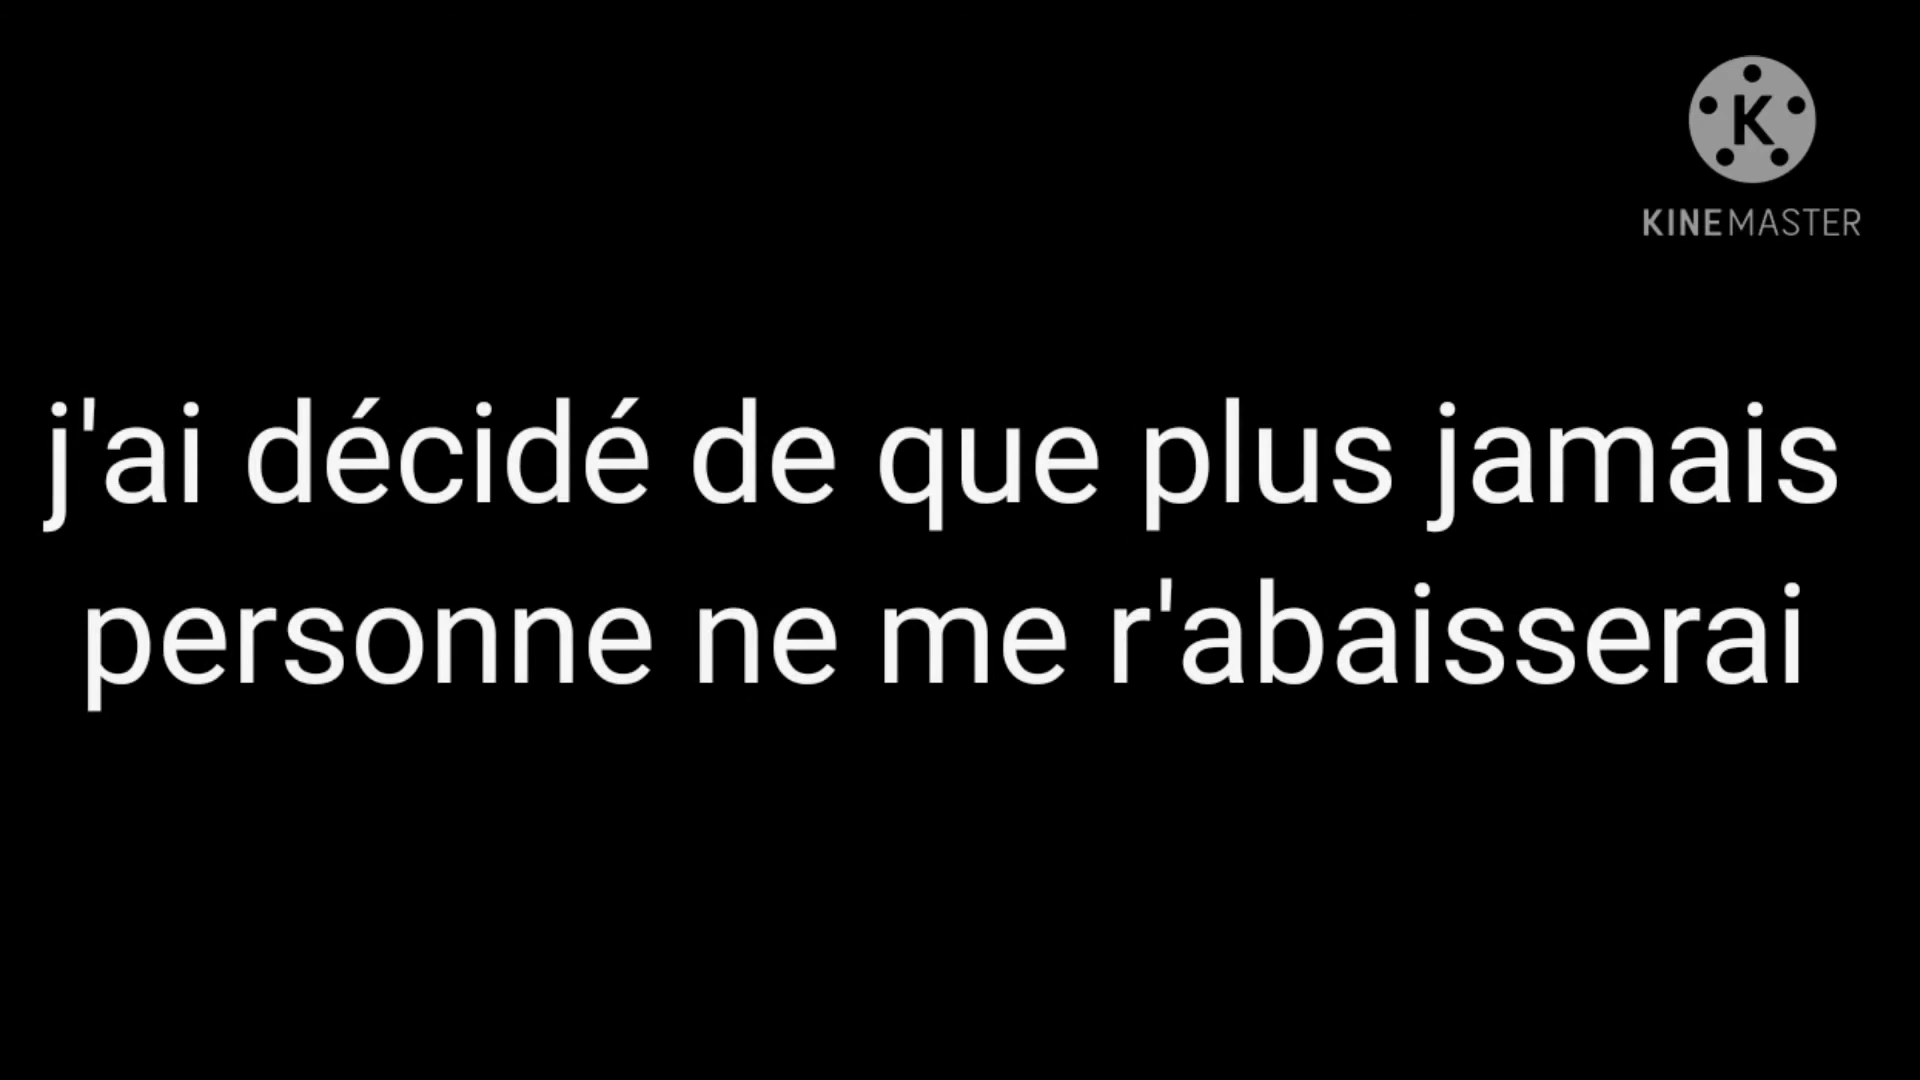 K
KINEMASTER
j'ai décidé de que plus jamais
personne ne me r'abaisserai